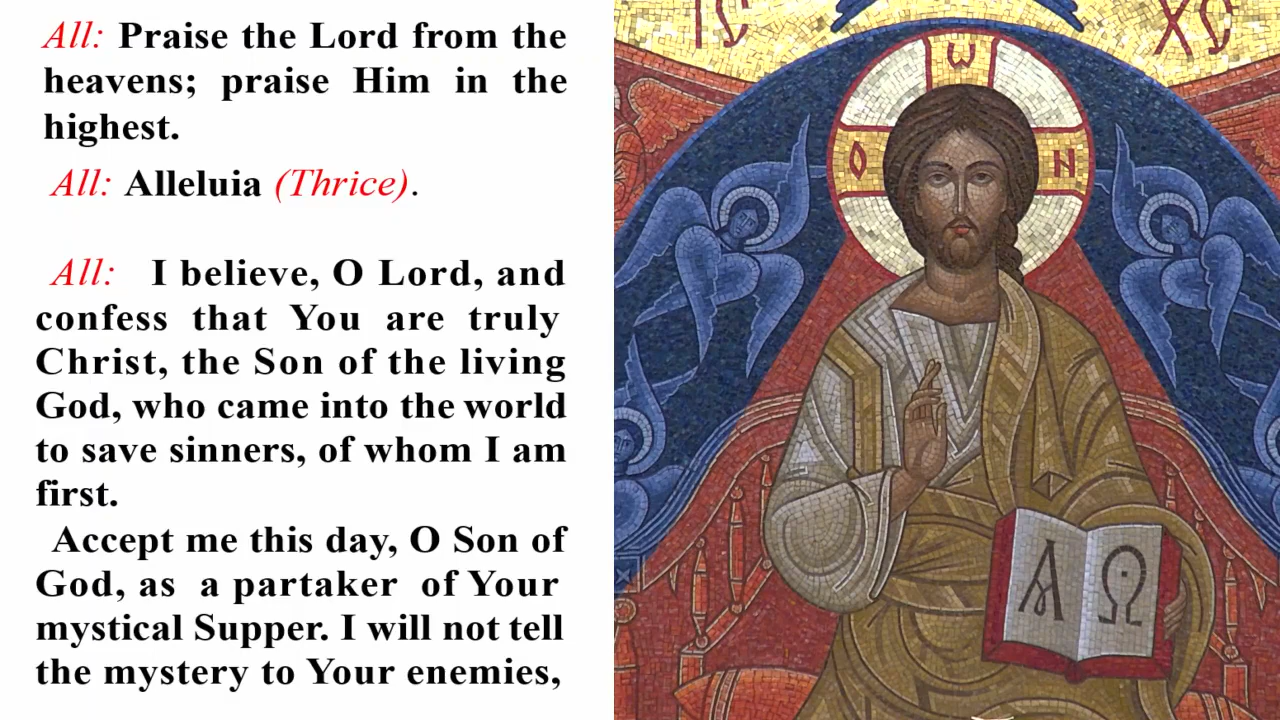 All: Praise the Lord from the
heavens; praise Him in the
highest.
All: Alleluia (Thrice).
All: I believe, O Lord, and
confess that You are truly
Christ, the Son of the living
God, who came into the world
to save sinners, of whom I am
first.
Accept me this day, O Son of
God, as a partaker of Your
mystical Supper. I will not tell
the mystery to Your enemies,
IC XC
ω
Ο Ν
Α Ω